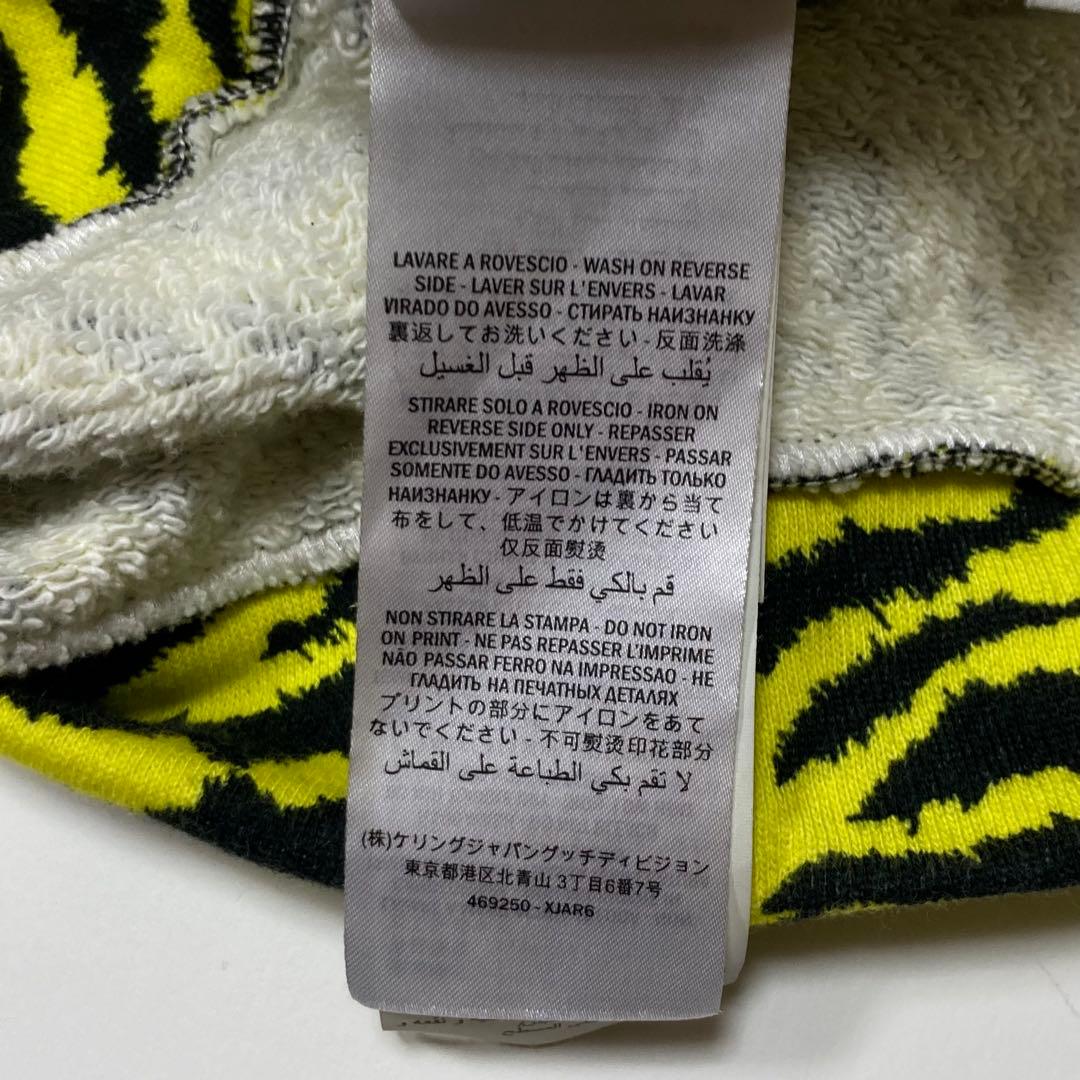 LAVARE A ROVESCIO - WASH ON REVERSE
SIDE - LAVER SUR L'ENVERS - LAVAR
VIRADO DO AVESSO - СТИРАТЬ НАИЗНАНКУ
裏返してお洗いください - 反面洗涤
يُقلب على الظهر قبل الغسيل
STIRARE SOLO A ROVESCIO - IRON ON
REVERSE SIDE ONLY - REPASSER
EXCLUSIVEMENT SUR L'ENVERS - PASSAR
SOMENTE DO AVESSO - ГЛАДИТЬ ТОЛЬКО
НАИЗНАНКУ - アイロンは裏から当て
布をして、低温でかけてください
仅反面熨烫
قم بالكي فقط على الظهر
NON STIRARE LA STAMPA - DO NOT IRON
ON PRINT - NE PAS REPASSER L'IMPRIME
NÃO PASSAR FERRO NA IMPRESSAO - НЕ
ГЛАДИТЬ НА ПЕЧАТНЫХ ДЕТАЛЯХ
プリントの部分にアイロンをあて
ないでください - 不可熨烫印花部分
لا تقم بكي الطباعة على القماش
(株)ケリングジャパングッチディビジョン
東京都港区北青山 3丁目6番7号
469250 - XJAR6